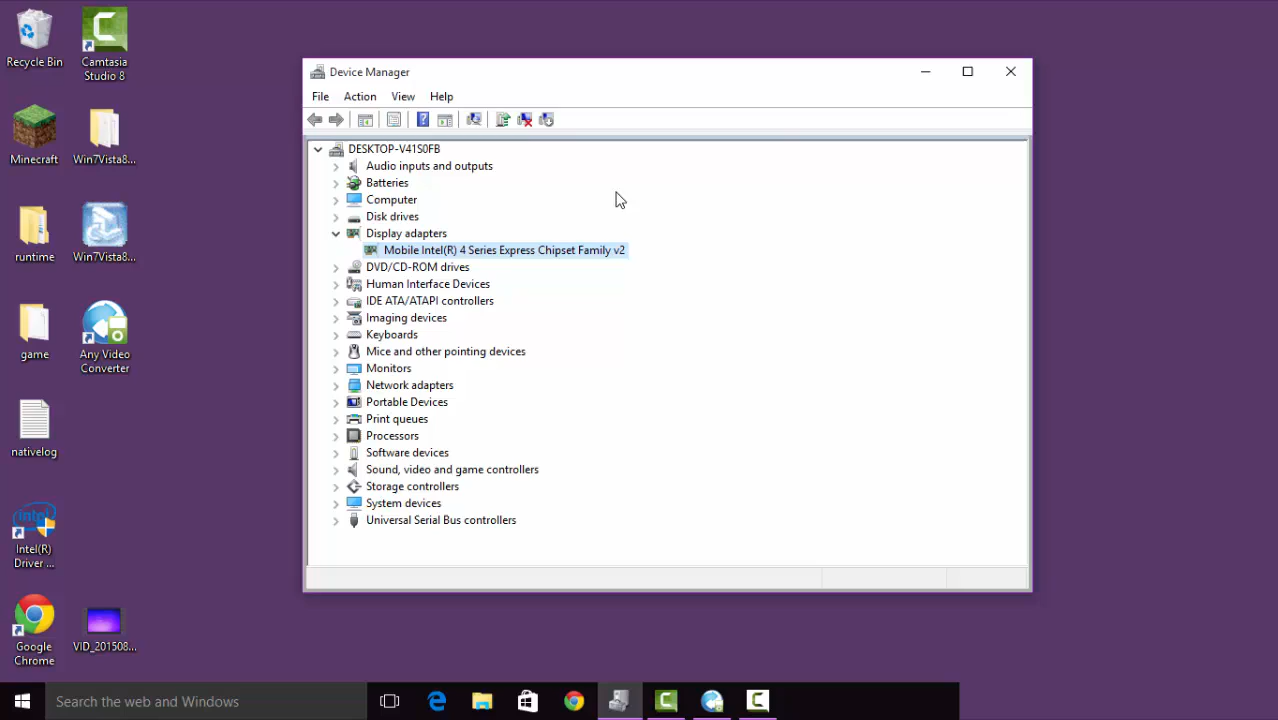 Recycle Bin
Camtasia
Studio 8
Minecraft
Win7Vista8...
runtime
Win7Vista8...
game
Any Video
Converter
nativelog
intel
Intel(R)
Driver ...
Google
Chrome
VID_201508...
Device Manager
File Action View Help
DESKTOP-V41S0FB
Audio inputs and outputs
Batteries
Computer
Disk drives
Display adapters
Mobile Intel(R) 4 Series Express Chipset Family v2
DVD/CD-ROM drives
Human Interface Devices
IDE ATA/ATAPI controllers
Imaging devices
Keyboards
Mice and other pointing devices
Monitors
Network adapters
Portable Devices
Print queues
Processors
Software devices
Sound, video and game controllers
Storage controllers
System devices
Universal Serial Bus controllers
Search the web and Windows